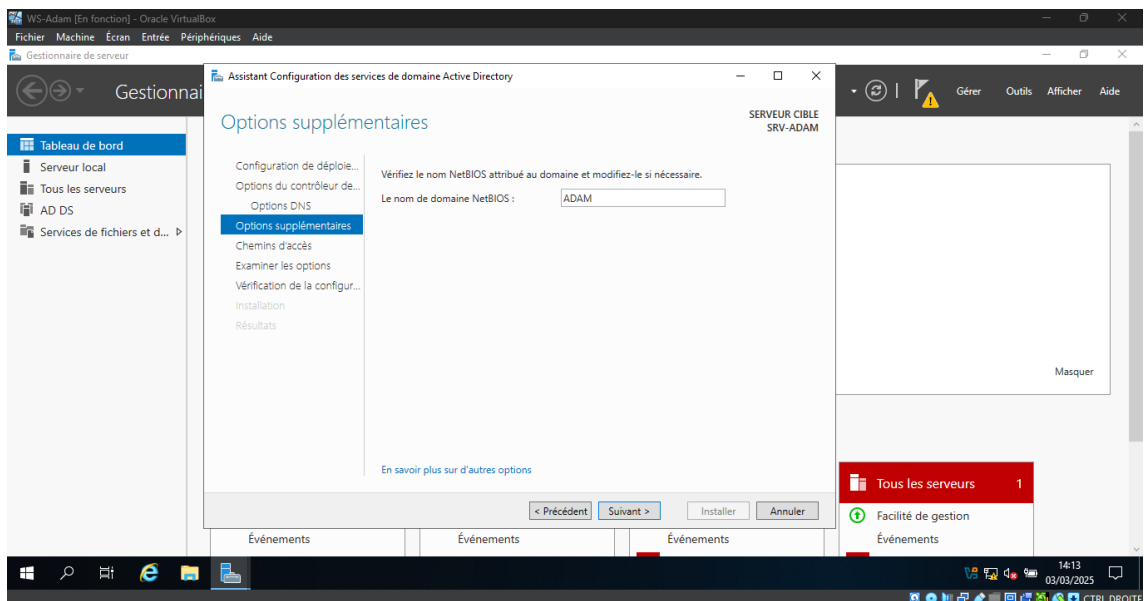 WS-Adam [En fonction] - Oracle VirtualBox
Fichier Machine Écran Entrée Périphériques Aide
Gestionnaire de serveur
Gestionnai
Gérer Outils Afficher Aide
Tableau de bord
Serveur local
Tous les serveurs
AD DS
Services de fichiers et d...
Assistant Configuration des services de domaine Active Directory
Options supplémentaires
SERVEUR CIBLE
SRV-ADAM
Configuration de déploie...
Options du contrôleur de...
Options DNS
Options supplémentaires
Chemins d'accès
Examiner les options
Vérification de la configur...
Installation
Résultats
Vérifiez le nom NetBIOS attribué au domaine et modifiez-le si nécessaire.
Le nom de domaine NetBIOS : ADAM
En savoir plus sur d'autres options
< Précédent Suivant > Installer Annuler
Masquer
Tous les serveurs 1
Facilité de gestion
Événements
Événements Événements Événements
14:13
03/03/2025
CTRL DROITE